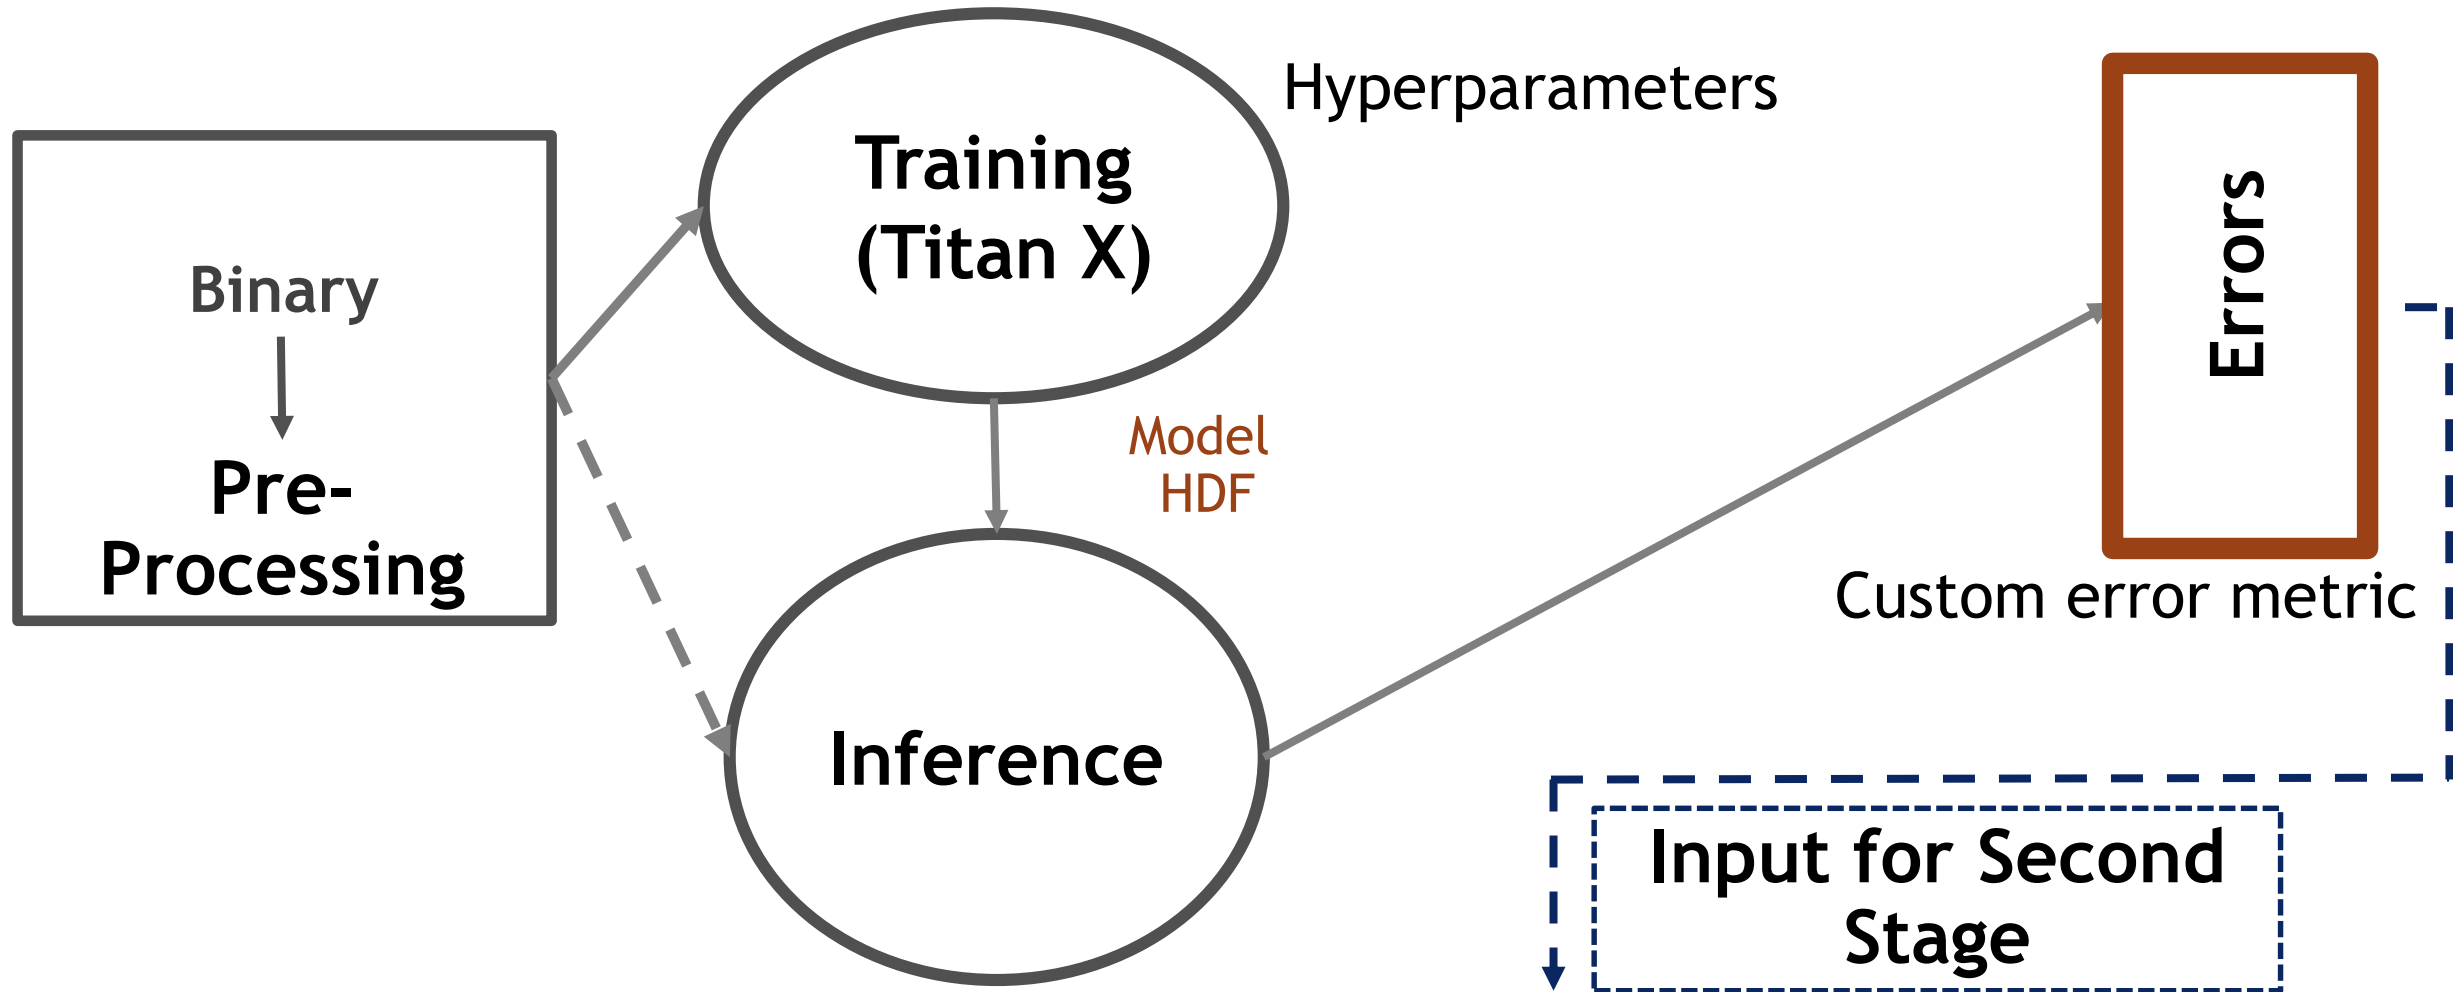 Binary
Pre-
Processing
Training
(Titan X)
Hyperparameters
Model
HDF
Inference
Errors
Custom error metric
Input for Second
Stage